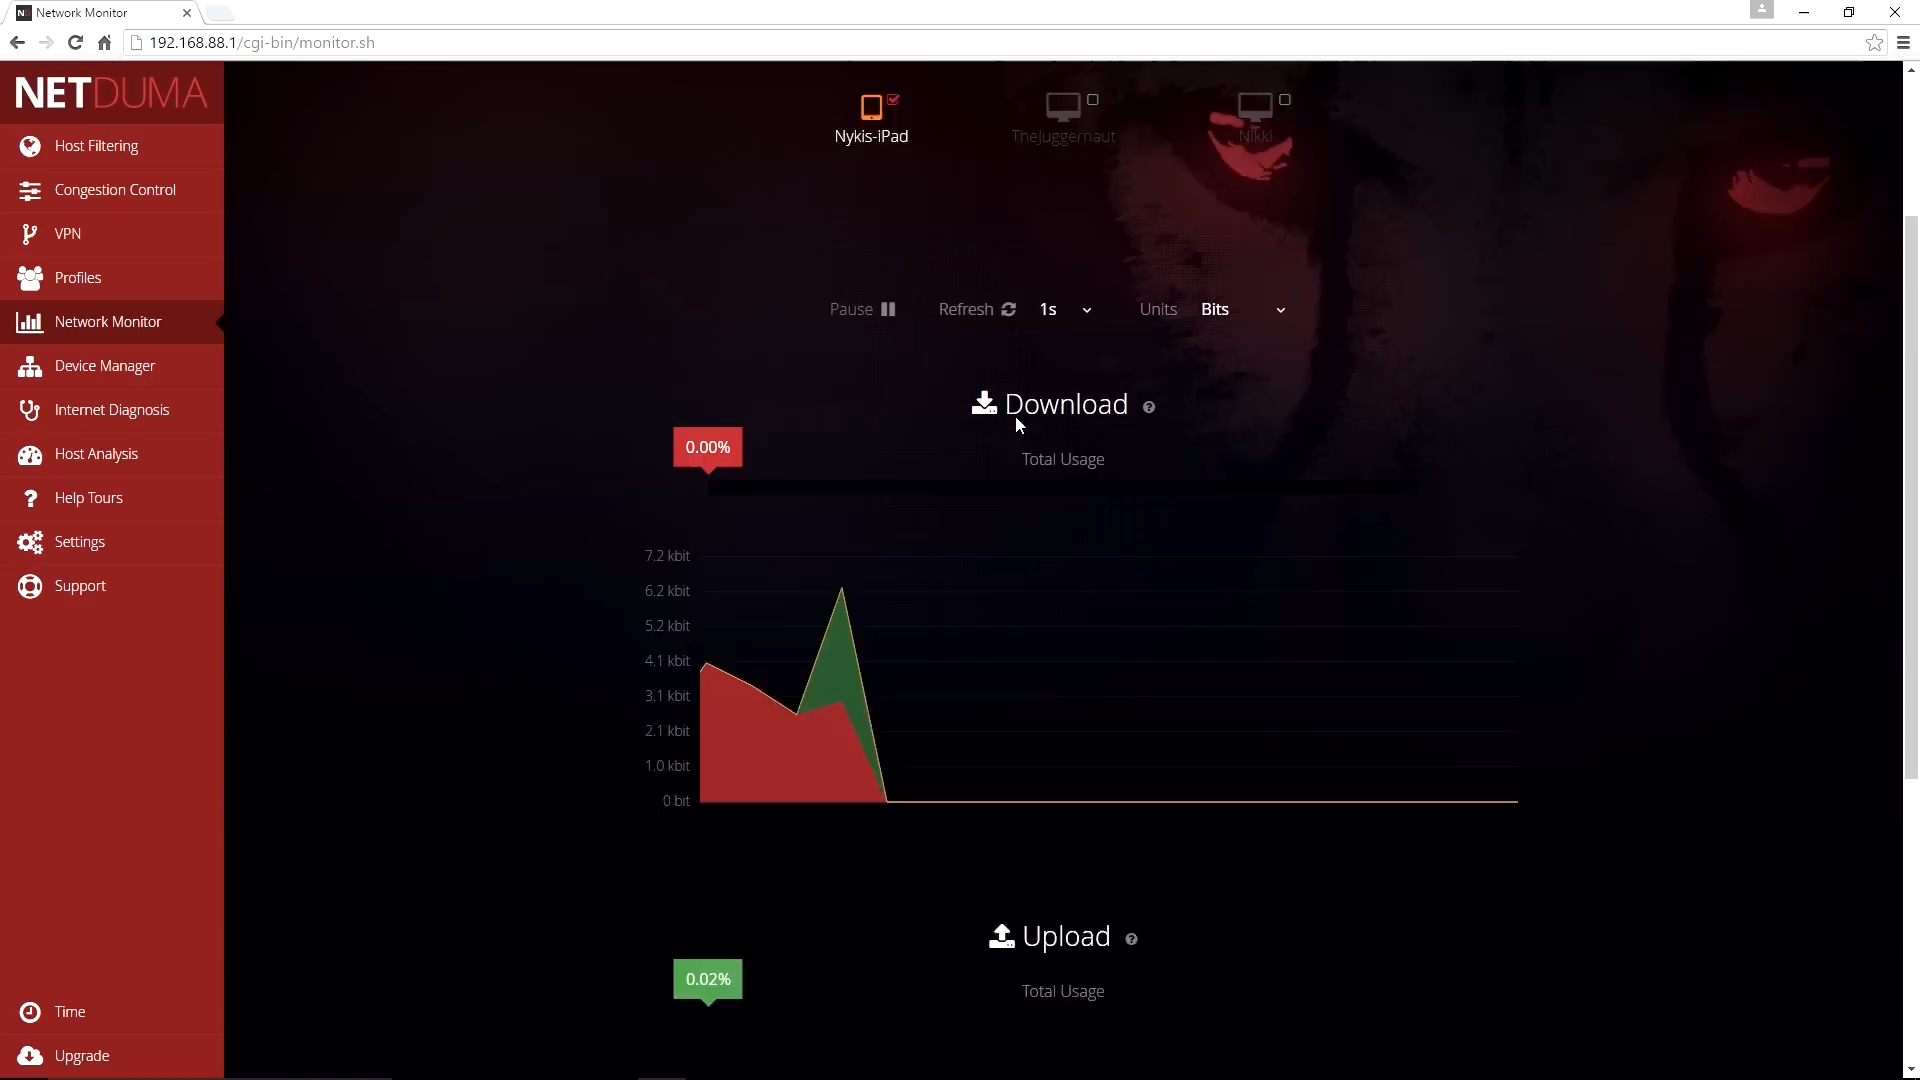 Network Monitor
192.168.88.1/cgi-bin/monitor.sh
NETDUMA
Host Filtering
Congestion Control
VPN
Profiles
Network Monitor
Device Manager
Internet Diagnosis
Host Analysis
Help Tours
Settings
Support
Time
Upgrade
Nykis-iPad TheJuggernaut Nikki
Pause Refresh 1s Units Bits
Download ?
0.00%
Total Usage
7.2 kbit
6.2 kbit
5.2 kbit
4.1 kbit
3.1 kbit
2.1 kbit
1.0 kbit
0 bit
Upload ?
0.02%
Total Usage